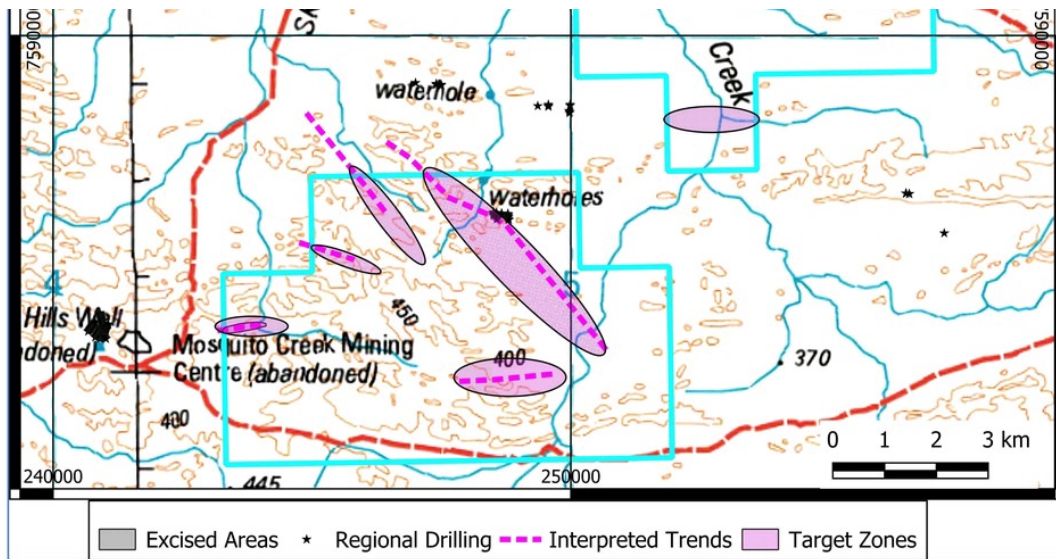 7590000
7590000
Creek
waterhole
waterholes
4
5
450
Hills Well
ndoned)
Mosquito Creek Mining
Centre (abandoned)
400
370
400
0 1 2 3 km
240000
250000
445
Excised Areas
Regional Drilling
Interpreted Trends
Target Zones